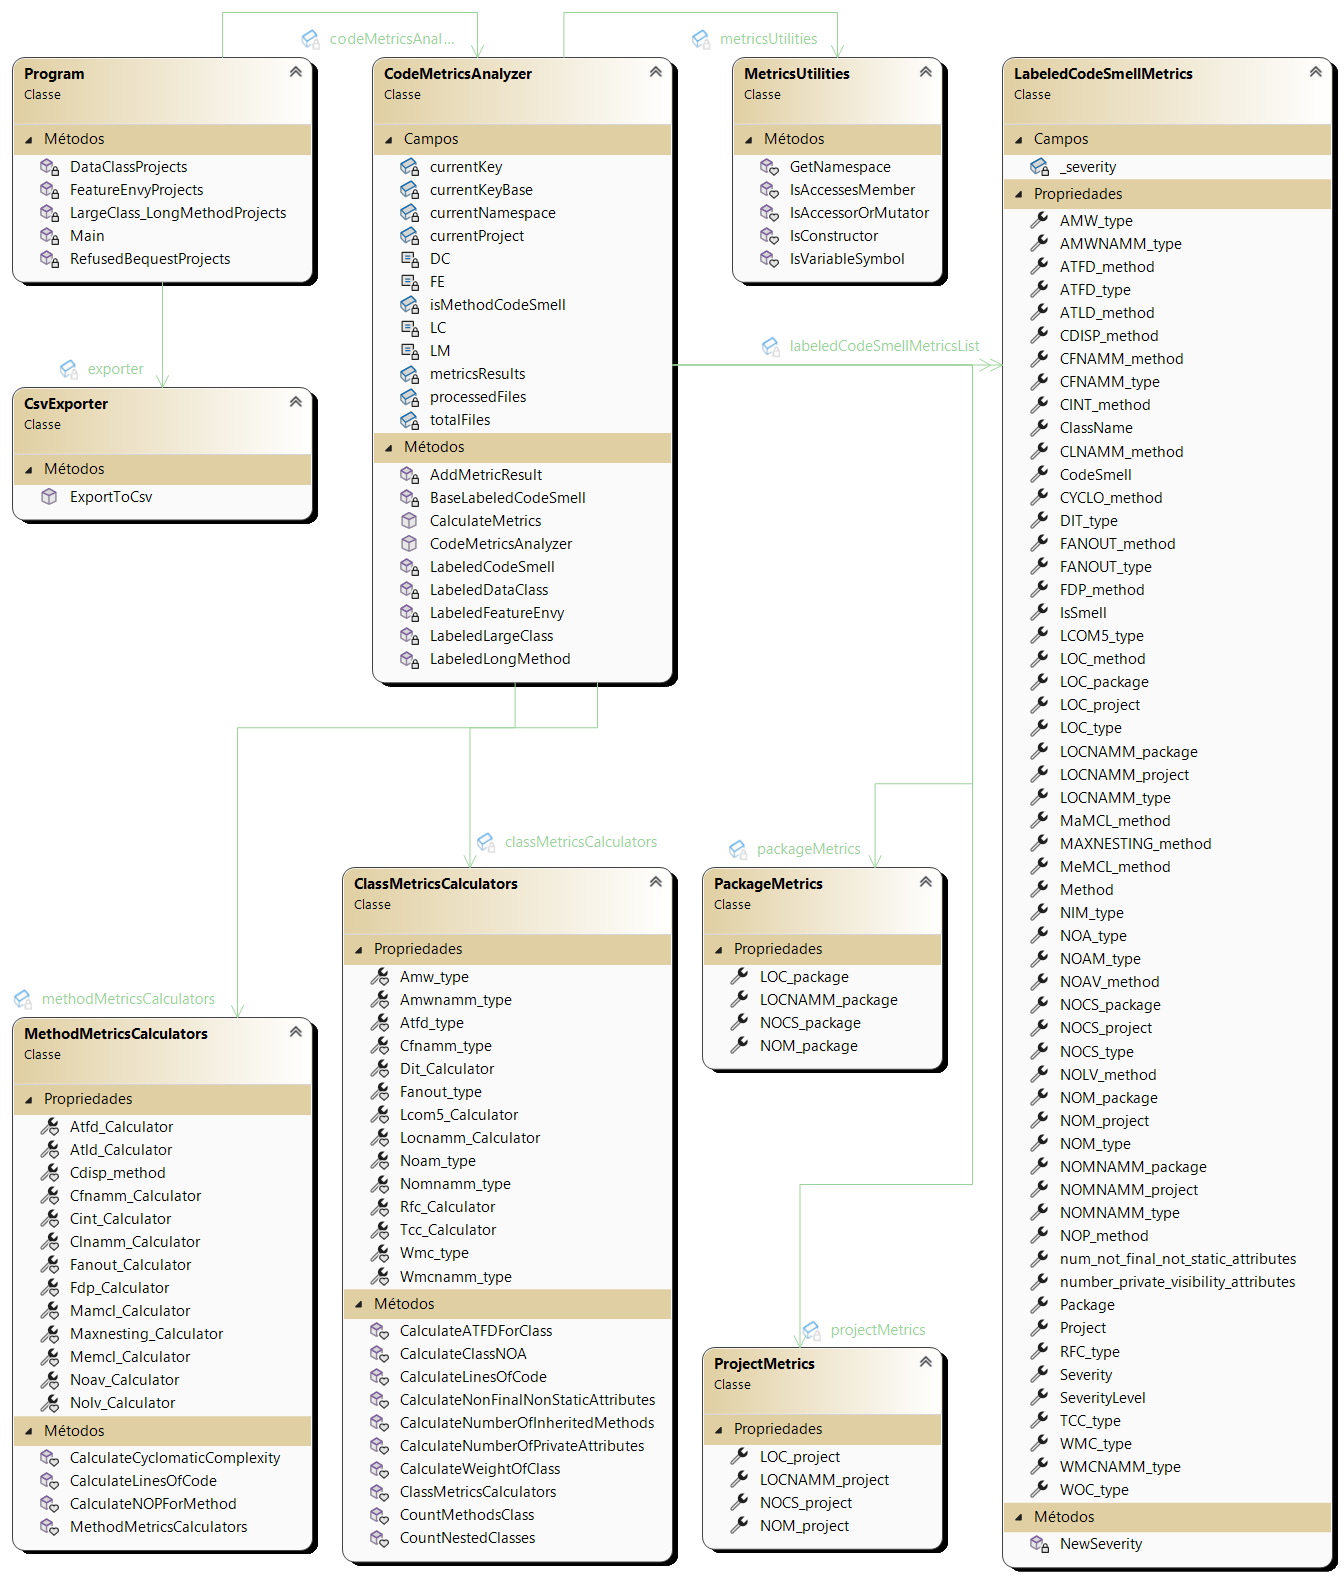 codeMetricsAnal...
metricsUtilities
Program
Classe
Métodos
DataClassProjects
FeatureEnvyProjects
LargeClass_LongMethodProjects
Main
RefusedBequestProjects
exporter
CsvExporter
Classe
Métodos
ExportToCsv
CodeMetricsAnalyzer
Classe
Campos
currentKey
currentKeyBase
currentNamespace
currentProject
DC
FE
isMethodCodeSmell
LC
LM
metricsResults
processedFiles
totalFiles
Métodos
AddMetricResult
BaseLabeledCodeSmell
CalculateMetrics
CodeMetricsAnalyzer
LabeledCodeSmell
LabeledDataClass
LabeledFeatureEnvy
LabeledLargeClass
LabeledLongMethod
MetricsUtilities
Classe
Métodos
GetNamespace
IsAccessesMember
IsAccessorOrMutator
IsConstructor
IsVariableSymbol
labeledCodeSmellMetricsList
LabeledCodeSmellMetrics
Classe
Campos
_severity
Propriedades
AMW_type
AMWNAMM_type
ATFD_method
ATFD_type
ATLD_method
CDISP_method
CFNAMM_method
CFNAMM_type
CINT_method
ClassName
CLNAMM_method
CodeSmell
CYCLO_method
DIT_type
FANOUT_method
FANOUT_type
FDP_method
IsSmell
LCOM5_type
LOC_method
LOC_package
LOC_project
LOC_type
LOCNAMM_package
LOCNAMM_project
LOCNAMM_type
MaMCL_method
MAXNESTING_method
MeMCL_method
Method
NIM_type
NOA_type
NOAM_type
NOAV_method
NOCS_package
NOCS_project
NOCS_type
NOLV_method
NOM_package
NOM_project
NOM_type
NOMNAMM_package
NOMNAMM_project
NOMNAMM_type
NOP_method
num_not_final_not_static_attributes
number_private_visibility_attributes
Package
Project
RFC_type
Severity
SeverityLevel
TCC_type
WMC_type
WMCNAMM_type
WOC_type
Métodos
NewSeverity
methodMetricsCalculators
MethodMetricsCalculators
Classe
Propriedades
Atfd_Calculator
Atld_Calculator
Cdisp_method
Cfnamm_Calculator
Cint_Calculator
Clnamm_Calculator
Fanout_Calculator
Fdp_Calculator
Mamcl_Calculator
Maxnesting_Calculator
Memcl_Calculator
Noav_Calculator
Nolv_Calculator
Métodos
CalculateCyclomaticComplexity
CalculateLinesOfCode
CalculateNOPForMethod
MethodMetricsCalculators
classMetricsCalculators
ClassMetricsCalculators
Classe
Propriedades
Amw_type
Amwnamm_type
Atfd_type
Cfnamm_type
Dit_Calculator
Fanout_type
Lcom5_Calculator
Locnamm_Calculator
Noam_type
Nomnamm_type
Rfc_Calculator
Tcc_Calculator
Wmc_type
Wmcnamm_type
Métodos
CalculateATFDForClass
CalculateClassNOA
CalculateLinesOfCode
CalculateNonFinalNonStaticAttributes
CalculateNumberOfInheritedMethods
CalculateNumberOfPrivateAttributes
CalculateWeightOfClass
ClassMetricsCalculators
CountMethodsClass
CountNestedClasses
packageMetrics
PackageMetrics
Classe
Propriedades
LOC_package
LOCNAMM_package
NOCS_package
NOM_package
projectMetrics
ProjectMetrics
Classe
Propriedades
LOC_project
LOCNAMM_project
NOCS_project
NOM_project